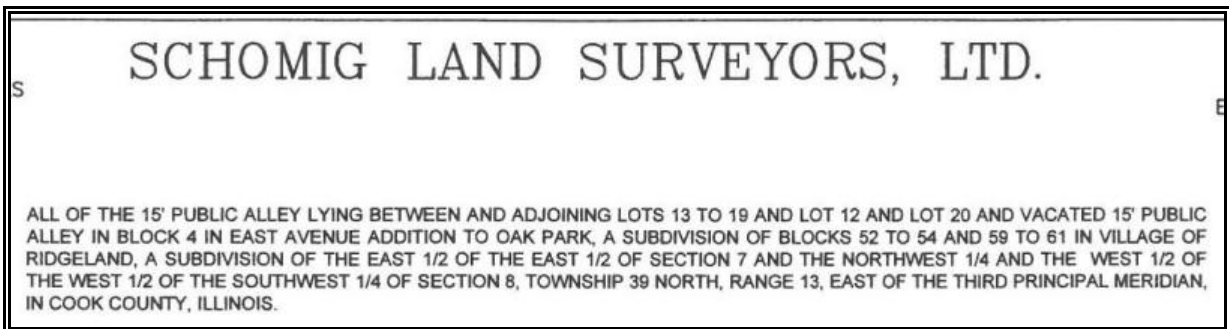 SCHOMIG LAND SURVEYORS, LTD.
S
ALL OF THE 15' PUBLIC ALLEY LYING BETWEEN AND ADJOINING LOTS 13 TO 19 AND LOT 12 AND LOT 20 AND VACATED 15' PUBLIC
ALLEY IN BLOCK 4 IN EAST AVENUE ADDITION TO OAK PARK, A SUBDIVISION OF BLOCKS 52 TO 54 AND 59 TO 61 IN VILLAGE OF
RIDGELAND, A SUBDIVISION OF THE EAST 1/2 OF THE EAST 1/2 OF SECTION 7 AND THE NORTHWEST 1/4 AND THE WEST 1/2 OF
THE WEST 1/2 OF THE SOUTHWEST 1/4 OF SECTION 8, TOWNSHIP 39 NORTH, RANGE 13, EAST OF THE THIRD PRINCIPAL MERIDIAN,
IN COOK COUNTY, ILLINOIS.